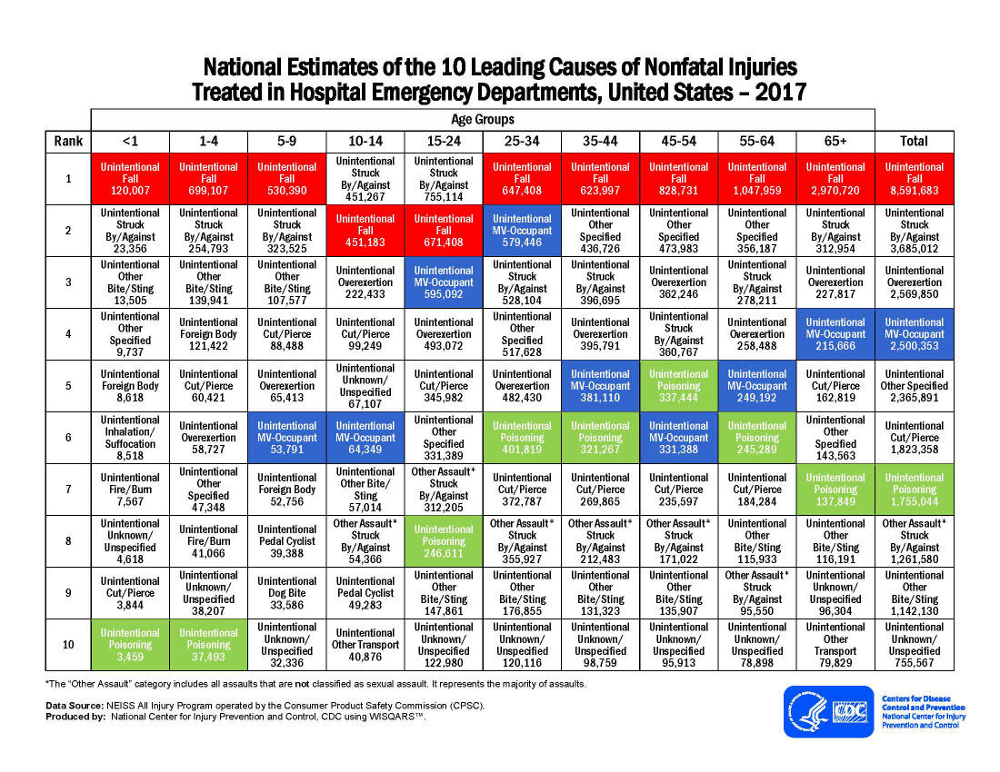 National Estimates of the 10 Leading Causes of Nonfatal Injuries
Treated in Hospital Emergency Departments, United States – 2017
Age Groups
Rank <1 1-4 5-9 10-14 15-24 25-34 35-44 45-54 55-64 65+ Total
1
Unintentional
Fall
120,007
Unintentional
Fall
699,107
Unintentional
Fall
530,390
Unintentional
Struck
By/Against
451,267
Unintentional
Struck
By/Against
755,114
Unintentional
Fall
647,408
Unintentional
Fall
623,997
Unintentional
Fall
828,731
Unintentional
Fall
1,047,959
Unintentional
Fall
2,970,720
Unintentional
Fall
8,591,683
2
Unintentional
Struck
By/Against
23,356
Unintentional
Struck
By/Against
254,793
Unintentional
Struck
By/Against
323,525
Unintentional
Fall
451,183
Unintentional
Fall
671,408
Unintentional
MV-Occupant
579,446
Unintentional
Other
Specified
436,726
Unintentional
Other
Specified
473,983
Unintentional
Other
Specified
356,187
Unintentional
Struck
By/Against
312,954
Unintentional
Struck
By/Against
3,685,012
3
Unintentional
Other
Bite/Sting
13,505
Unintentional
Other
Bite/Sting
139,941
Unintentional
Other
Bite/Sting
107,577
Unintentional
Overexertion
222,433
Unintentional
MV-Occupant
595,092
Unintentional
Struck
By/Against
528,104
Unintentional
Struck
By/Against
396,695
Unintentional
Overexertion
362,246
Unintentional
Struck
By/Against
278,211
Unintentional
Overexertion
227,817
Unintentional
Overexertion
2,569,850
4
Unintentional
Other
Specified
9,737
Unintentional
Foreign Body
121,422
Unintentional
Cut/Pierce
88,488
Unintentional
Cut/Pierce
99,249
Unintentional
Overexertion
493,072
Unintentional
Other
Specified
517,628
Unintentional
Overexertion
395,791
Unintentional
Struck
By/Against
360,767
Unintentional
Overexertion
258,488
Unintentional
MV-Occupant
215,666
Unintentional
MV-Occupant
2,500,353
5
Unintentional
Foreign Body
8,618
Unintentional
Cut/Pierce
60,421
Unintentional
Overexertion
65,413
Unintentional
Unknown/
Unspecified
67,107
Unintentional
Cut/Pierce
345,982
Unintentional
Overexertion
482,430
Unintentional
MV-Occupant
381,110
Unintentional
Poisoning
337,444
Unintentional
MV-Occupant
249,192
Unintentional
Cut/Pierce
162,819
Unintentional
Other Specified
2,365,891
6
Unintentional
Inhalation/
Suffocation
8,518
Unintentional
Overexertion
58,727
Unintentional
MV-Occupant
53,791
Unintentional
MV-Occupant
64,349
Unintentional
Other
Specified
331,389
Unintentional
Poisoning
401,819
Unintentional
Poisoning
321,267
Unintentional
MV-Occupant
331,388
Unintentional
Poisoning
245,289
Unintentional
Other
Specified
143,563
Unintentional
Cut/Pierce
1,823,358
7
Unintentional
Fire/Burn
7,567
Unintentional
Other
Specified
47,348
Unintentional
Foreign Body
52,756
Unintentional
Other Bite/
Sting
57,014
Other Assault*
Struck
By/Against
312,205
Unintentional
Cut/Pierce
372,787
Unintentional
Cut/Pierce
269,865
Unintentional
Cut/Pierce
235,597
Unintentional
Cut/Pierce
184,284
Unintentional
Poisoning
137,849
Unintentional
Poisoning
1,755,044
8
Unintentional
Unknown/
Unspecified
4,618
Unintentional
Fire/Burn
41,066
Unintentional
Pedal Cyclist
39,388
Other Assault*
Struck
By/Against
54,366
Unintentional
Poisoning
246,611
Other Assault*
Struck
By/Against
355,927
Other Assault*
Struck
By/Against
212,483
Other Assault*
Struck
By/Against
171,022
Unintentional
Other
Bite/Sting
115,933
Unintentional
Other
Bite/Sting
116,191
Other Assault*
Struck
By/Against
1,261,580
9
Unintentional
Cut/Pierce
3,844
Unintentional
Unknown/
Unspecified
38,207
Unintentional
Dog Bite
33,586
Unintentional
Pedal Cyclist
49,283
Unintentional
Other
Bite/Sting
147,861
Unintentional
Other
Bite/Sting
176,855
Unintentional
Other
Bite/Sting
131,323
Unintentional
Other
Bite/Sting
135,907
Other Assault*
Struck
By/Against
95,550
Unintentional
Unknown/
Unspecified
96,304
Unintentional
Other
Bite/Sting
1,142,130
10
Unintentional
Poisoning
3,459
Unintentional
Poisoning
37,493
Unintentional
Unknown/
Unspecified
32,336
Unintentional
Other Transport
40,876
Unintentional
Unknown/
Unspecified
122,980
Unintentional
Unknown/
Unspecified
120,116
Unintentional
Unknown/
Unspecified
98,759
Unintentional
Unknown/
Unspecified
95,913
Unintentional
Unknown/
Unspecified
78,898
Unintentional
Other
Transport
79,829
Unintentional
Unknown/
Unspecified
755,567
*The “Other Assault” category includes all assaults that are not classified as sexual assault. It represents the majority of assaults.
Data Source: NEISS All Injury Program operated by the Consumer Product Safety Commission (CPSC).
Produced by: National Center for Injury Prevention and Control, CDC using WISQARS™.
CDC
Centers for Disease
Control and Prevention
National Center for Injury
Prevention and Control